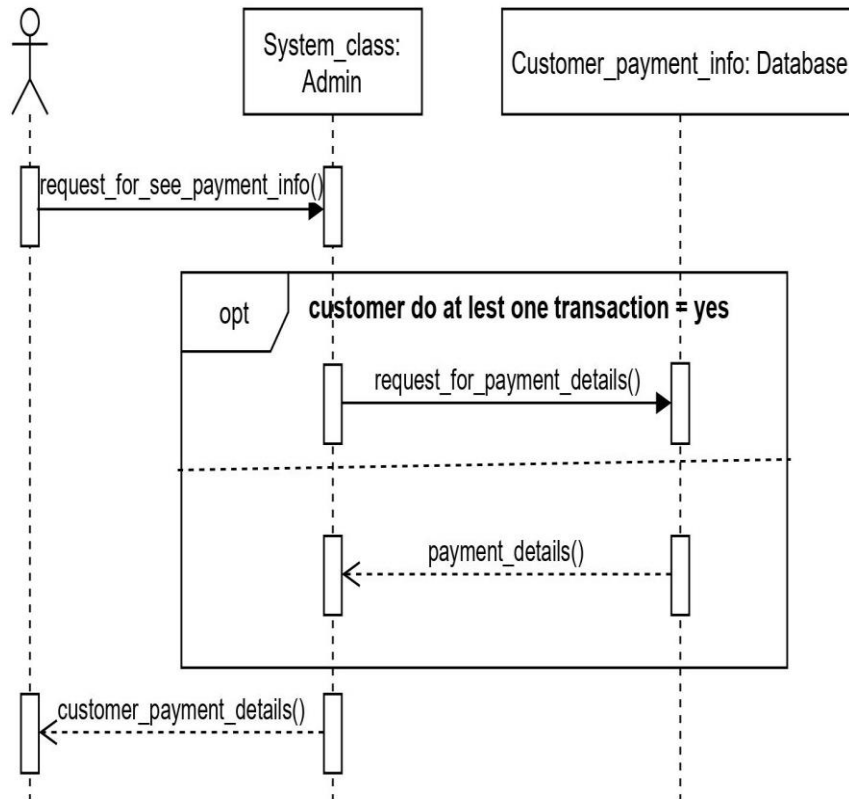 System_class:
Admin
Customer_payment_info: Database
request_for_see_payment_info()
opt
customer do at lest one transaction = yes
request_for_payment_details()
payment_details()
customer_payment_details()